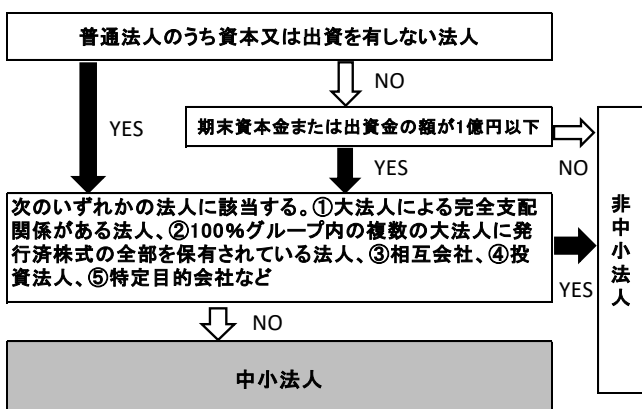 普通法人のうち資本又は出資を有しない法人
NO
YES
期末資本金または出資金の額が1億円以下
YES
NO
次のいずれかの法人に該当する。①大法人による完全支配
関係がある法人、②100%グループ内の複数の大法人に発
行済株式の全部を保有されている法人、③相互会社、④投
資法人、⑤特定目的会社など
YES
非中小法人
NO
中小法人